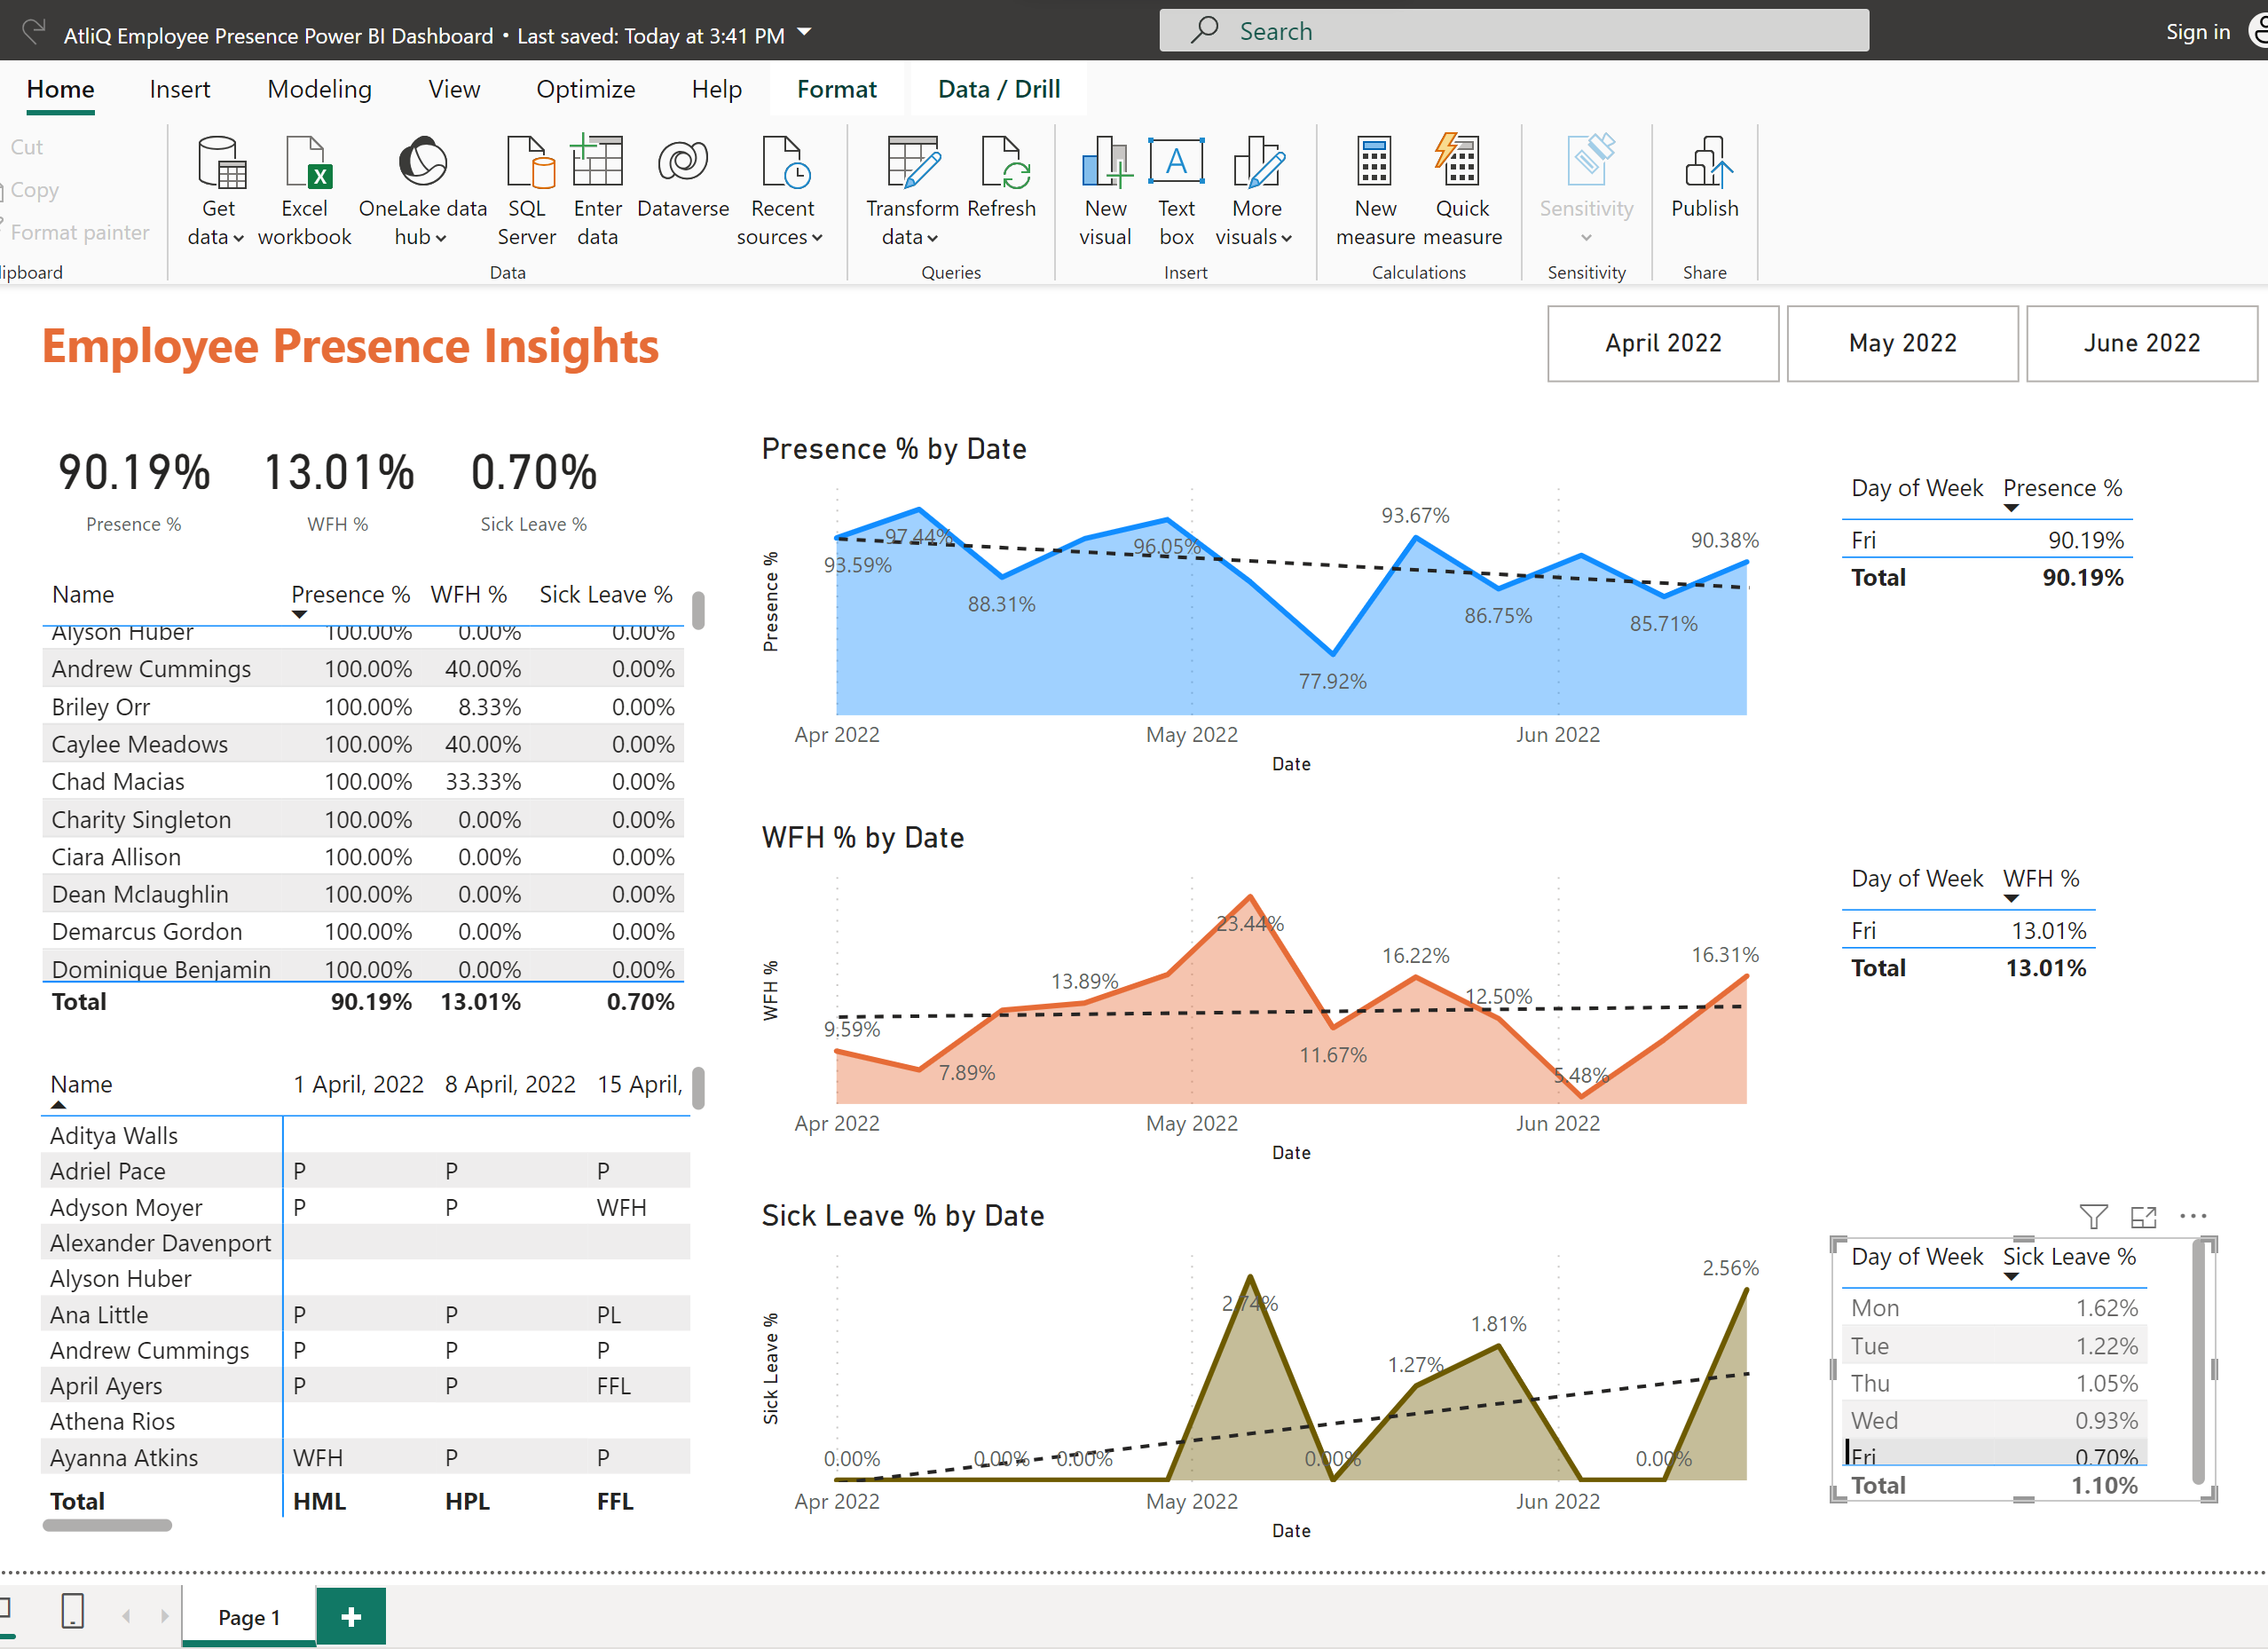 AtliQ Employee Presence Power BI Dashboard • Last saved: Today at 3:41 PM
Search
Sign in
Home Insert Modeling View Optimize Help Format Data / Drill
Cut
Copy
Format painter
lipboard
Get data
Excel workbook
OneLake data hub
SQL Server
Enter data
Dataverse
Recent sources
Data
Transform data
Refresh
Queries
New visual
Text box
More visuals
Insert
New measure
Quick measure
Calculations
Sensitivity
Sensitivity
Publish
Share
Employee Presence Insights
April 2022 May 2022 June 2022
90.19% 13.01% 0.70%
Presence % WFH % Sick Leave %
Name Presence % WFH % Sick Leave %
Alyson Huber 100.00% 0.00% 0.00%
Andrew Cummings 100.00% 40.00% 0.00%
Briley Orr 100.00% 8.33% 0.00%
Caylee Meadows 100.00% 40.00% 0.00%
Chad Macias 100.00% 33.33% 0.00%
Charity Singleton 100.00% 0.00% 0.00%
Ciara Allison 100.00% 0.00% 0.00%
Dean Mclaughlin 100.00% 0.00% 0.00%
Demarcus Gordon 100.00% 0.00% 0.00%
Dominique Benjamin 100.00% 0.00% 0.00%
Total 90.19% 13.01% 0.70%
Name 1 April, 2022 8 April, 2022 15 April,
Aditya Walls
Adriel Pace P P P
Adyson Moyer P P WFH
Alexander Davenport
Alyson Huber
Ana Little P P PL
Andrew Cummings P P P
April Ayers P P FFL
Athena Rios
Ayanna Atkins WFH P P
Total HML HPL FFL
Presence % by Date
Presence %
93.59% 97.44% 88.31% 96.05% 77.92% 93.67% 86.75% 85.71% 90.38%
Apr 2022 May 2022 Jun 2022
Date
Day of Week Presence %
Fri 90.19%
Total 90.19%
WFH % by Date
WFH %
9.59% 7.89% 13.89% 23.44% 11.67% 16.22% 12.50% 5.48% 16.31%
Apr 2022 May 2022 Jun 2022
Date
Day of Week WFH %
Fri 13.01%
Total 13.01%
Sick Leave % by Date
Sick Leave %
0.00% 0.00% 0.00% 2.74% 0.00% 1.27% 1.81% 0.00% 2.56%
Apr 2022 May 2022 Jun 2022
Date
Day of Week Sick Leave %
Mon 1.62%
Tue 1.22%
Thu 1.05%
Wed 0.93%
Fri 0.70%
Total 1.10%
Page 1